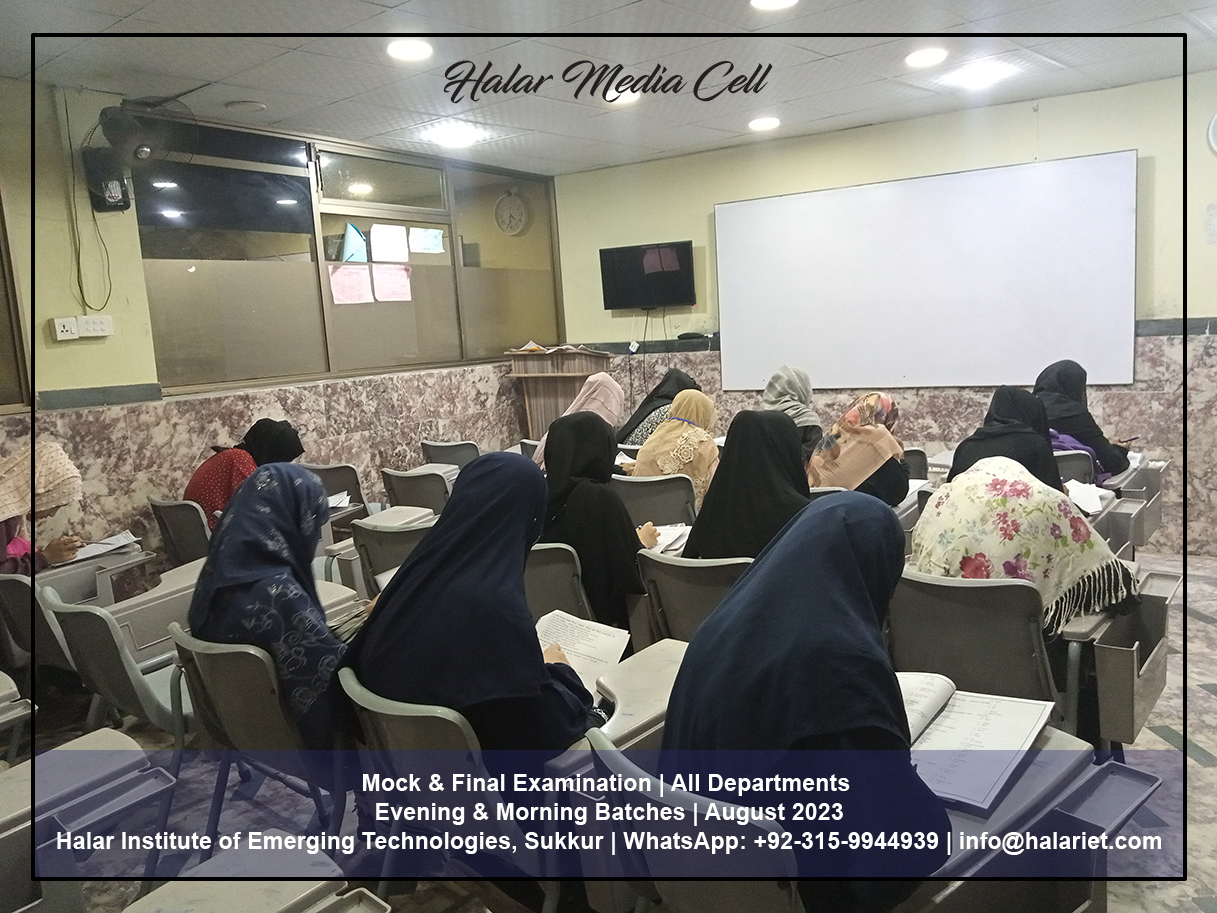 Halar Media Cell
Mock & Final Examination | All Departments
Evening & Morning Batches | August 2023
Halar Institute of Emerging Technologies, Sukkur | WhatsApp: +92-315-9944939 | info@halariet.com